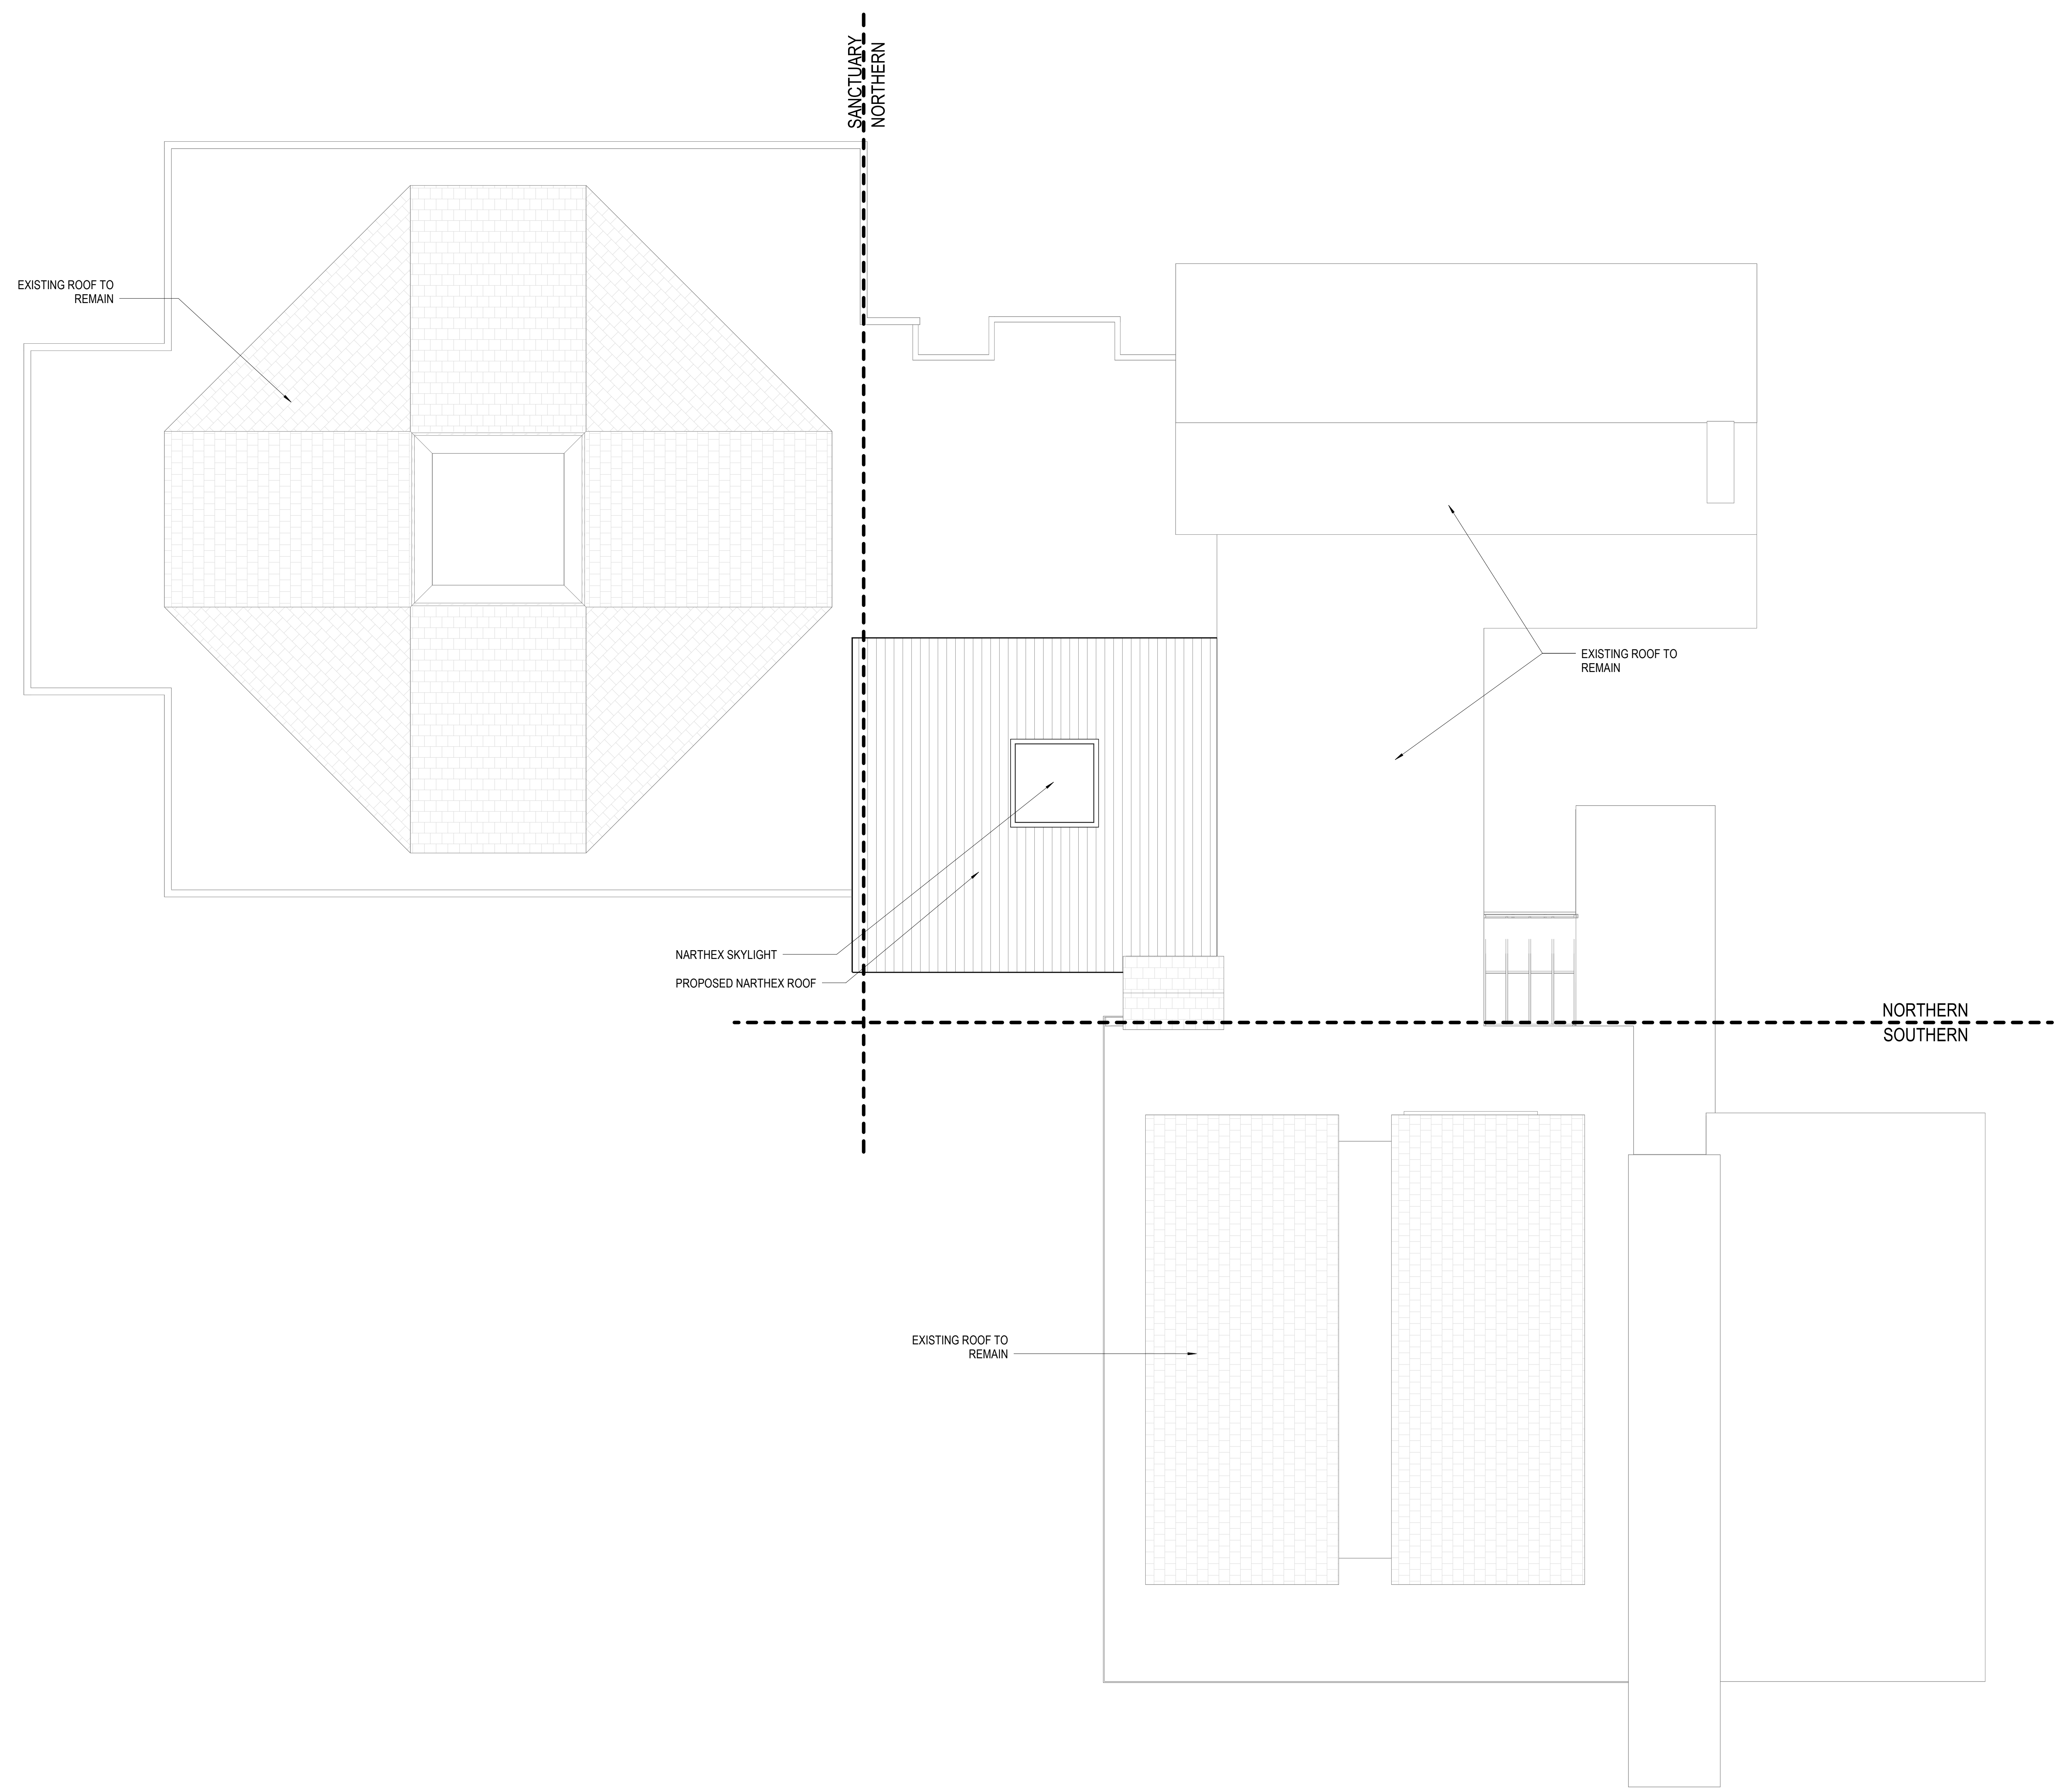 SANCTUARY
NORTHERN
EXISTING ROOF TO
REMAIN
EXISTING ROOF TO
REMAIN
NARTHEX SKYLIGHT
PROPOSED NARTHEX ROOF
NORTHERN
SOUTHERN
EXISTING ROOF TO
REMAIN